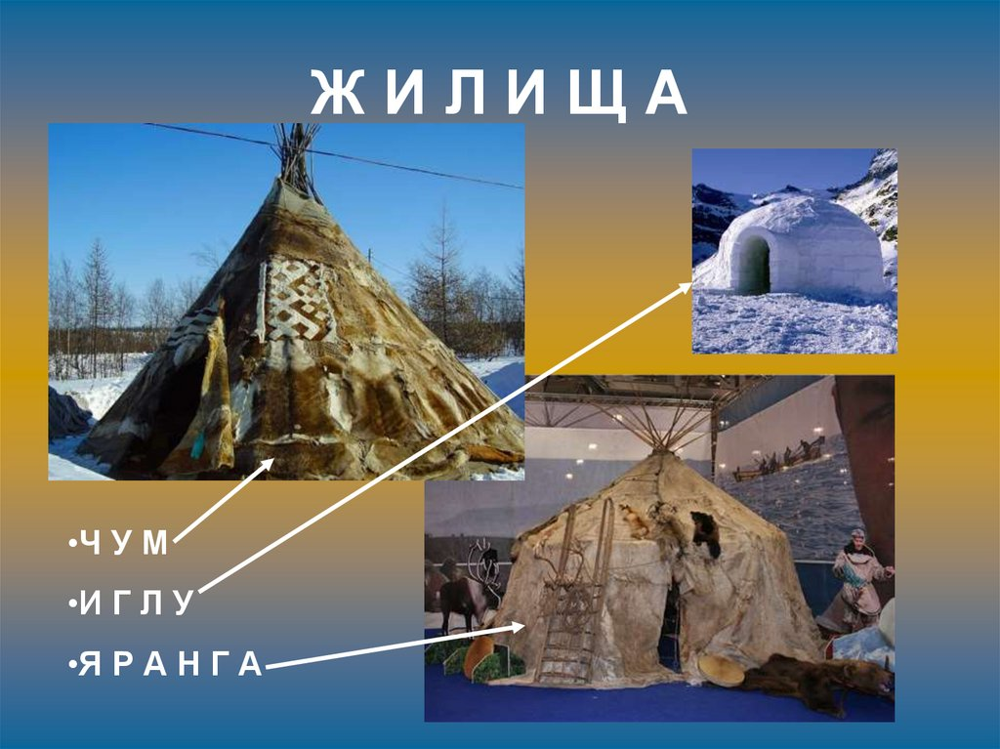 Ж И Л И Щ А
•Ч У М
•И Г Л У
•Я Р А Н Г А